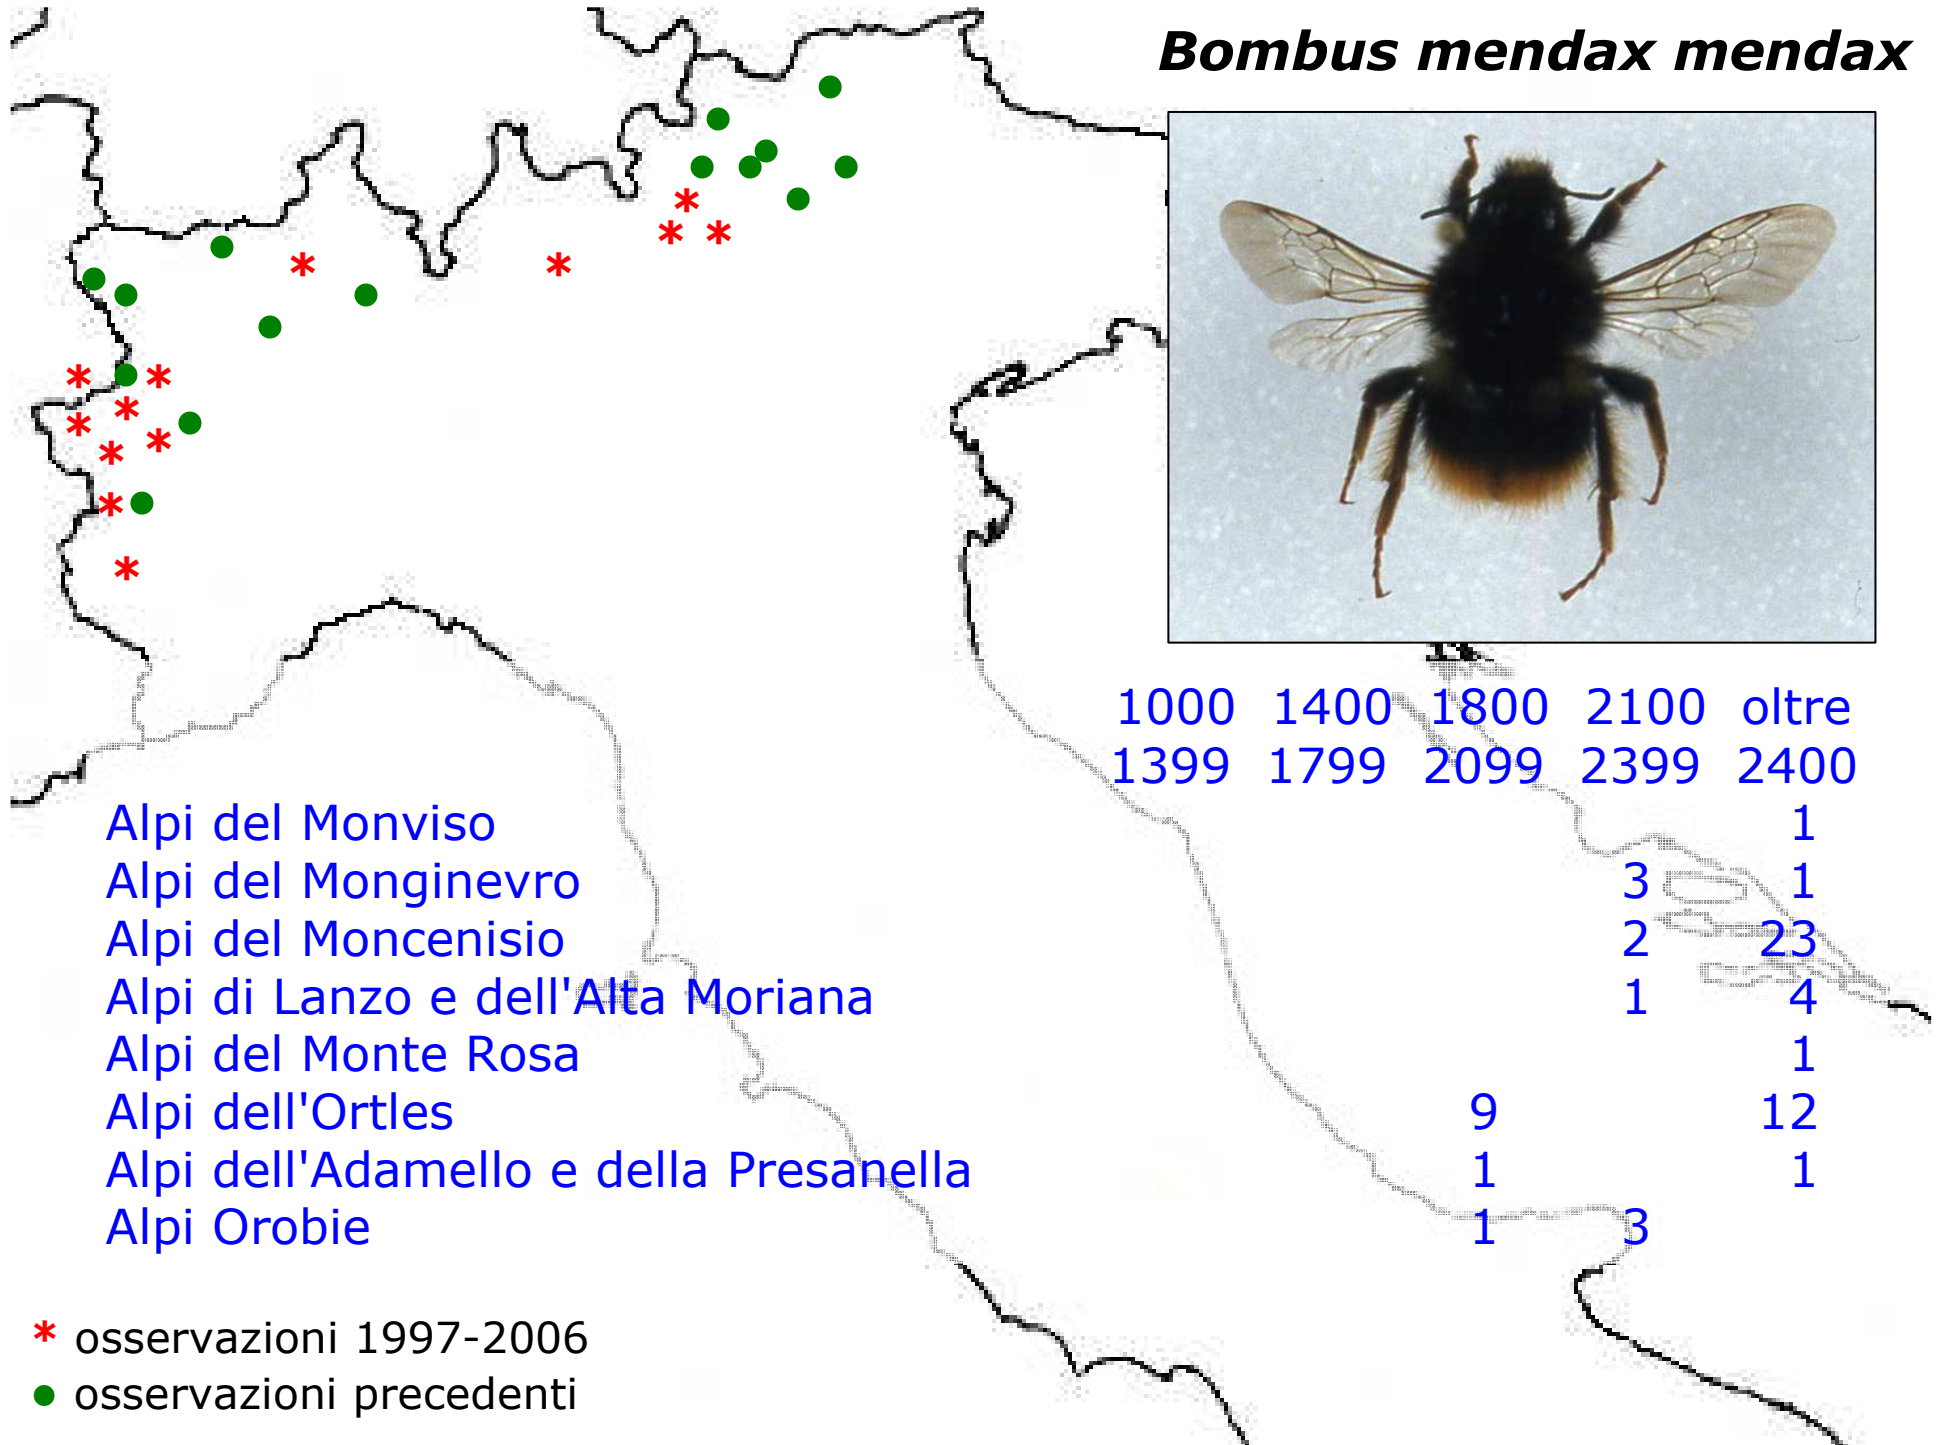 Bombus mendax mendax
1000 1400 1800 2100 oltre
1399 1799 2099 2399 2400
Alpi del Monviso 1
Alpi del Monginevro 3 1
Alpi del Moncenisio 2 23
Alpi di Lanzo e dell'Alta Moriana 1 4
Alpi del Monte Rosa 1
Alpi dell'Ortles 9 12
Alpi dell'Adamello e della Presanella 1 1
Alpi Orobie 1 3
* osservazioni 1997-2006
● osservazioni precedenti